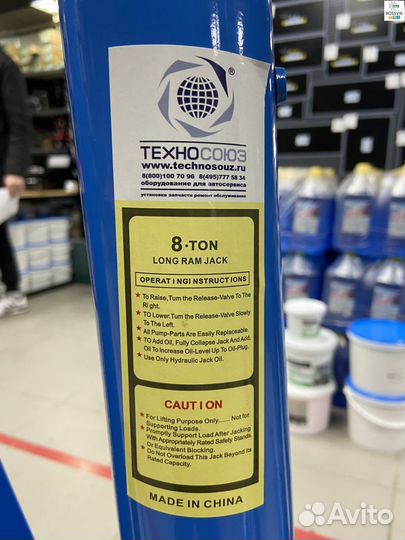 ROSSVIK
®
ТЕХНОСОЮЗ
www.technosouz.ru
8(800)100 70 96 8(495)777 58 34
оборудование для автосервиса
установка запчасти ремонт обслуживание
8·TON
LONG RAM JACK
OPERATINGINSTRUCTIONS
★ TO Raise,Turn the Release-Valve To The
Right.
★ TO Lower.Turn the Release-Valve Slowly
To The Left.
★ All Pump-Parts Are Easily Replaceable.
★ TO Add Oil, Fully Collapse Jack And Add.
Oil To Increase Oil-Level Up To Oil-Plug.
★ Use Only Hydraulic Jack Oil.
CAUTION
★ For Lifting Purpose Only...... Not for
Supporting Loads.
★ Promptly Support Load After Jacking
With Appropriately Rated Safety Stands
Or Equivalent Blocking.
★ Do Not Overload This Jack Beyond Its
Rated Capacity.
MADE IN CHINA
Avito